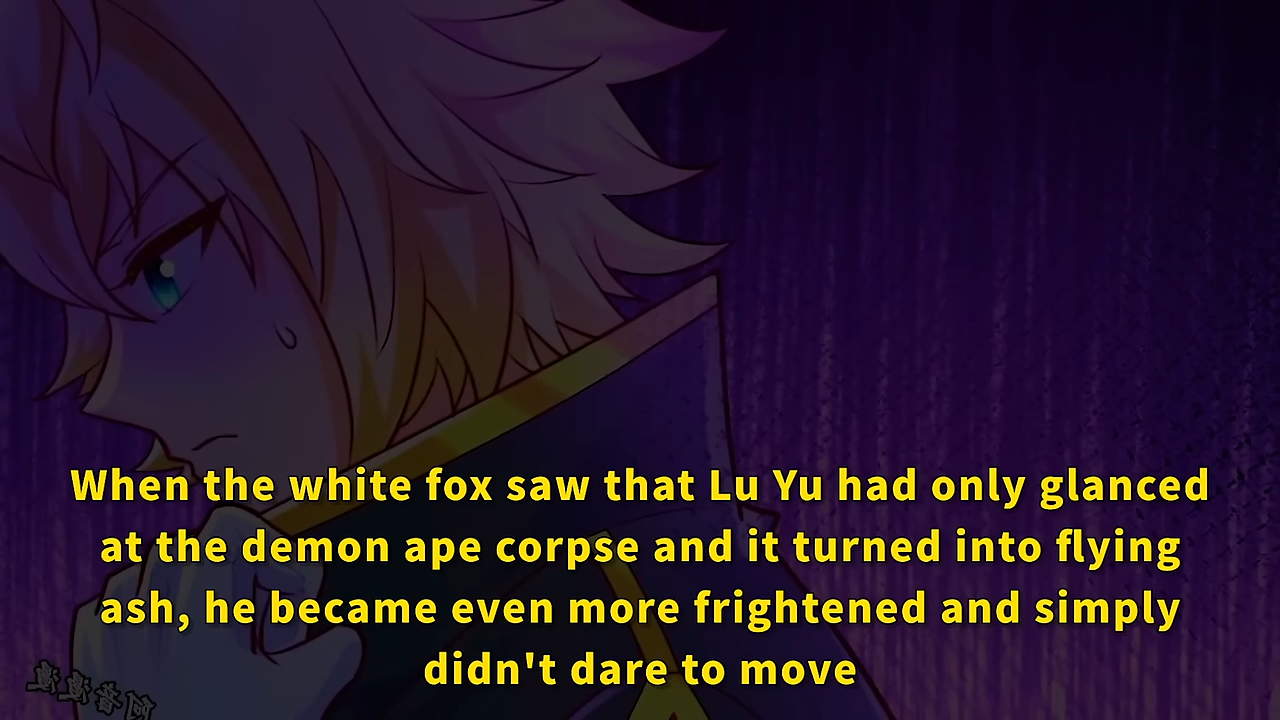 When the white fox saw that Lu Yu had only glanced
at the demon ape corpse and it turned into flying
ash, he became even more frightened and simply
didn't dare to move